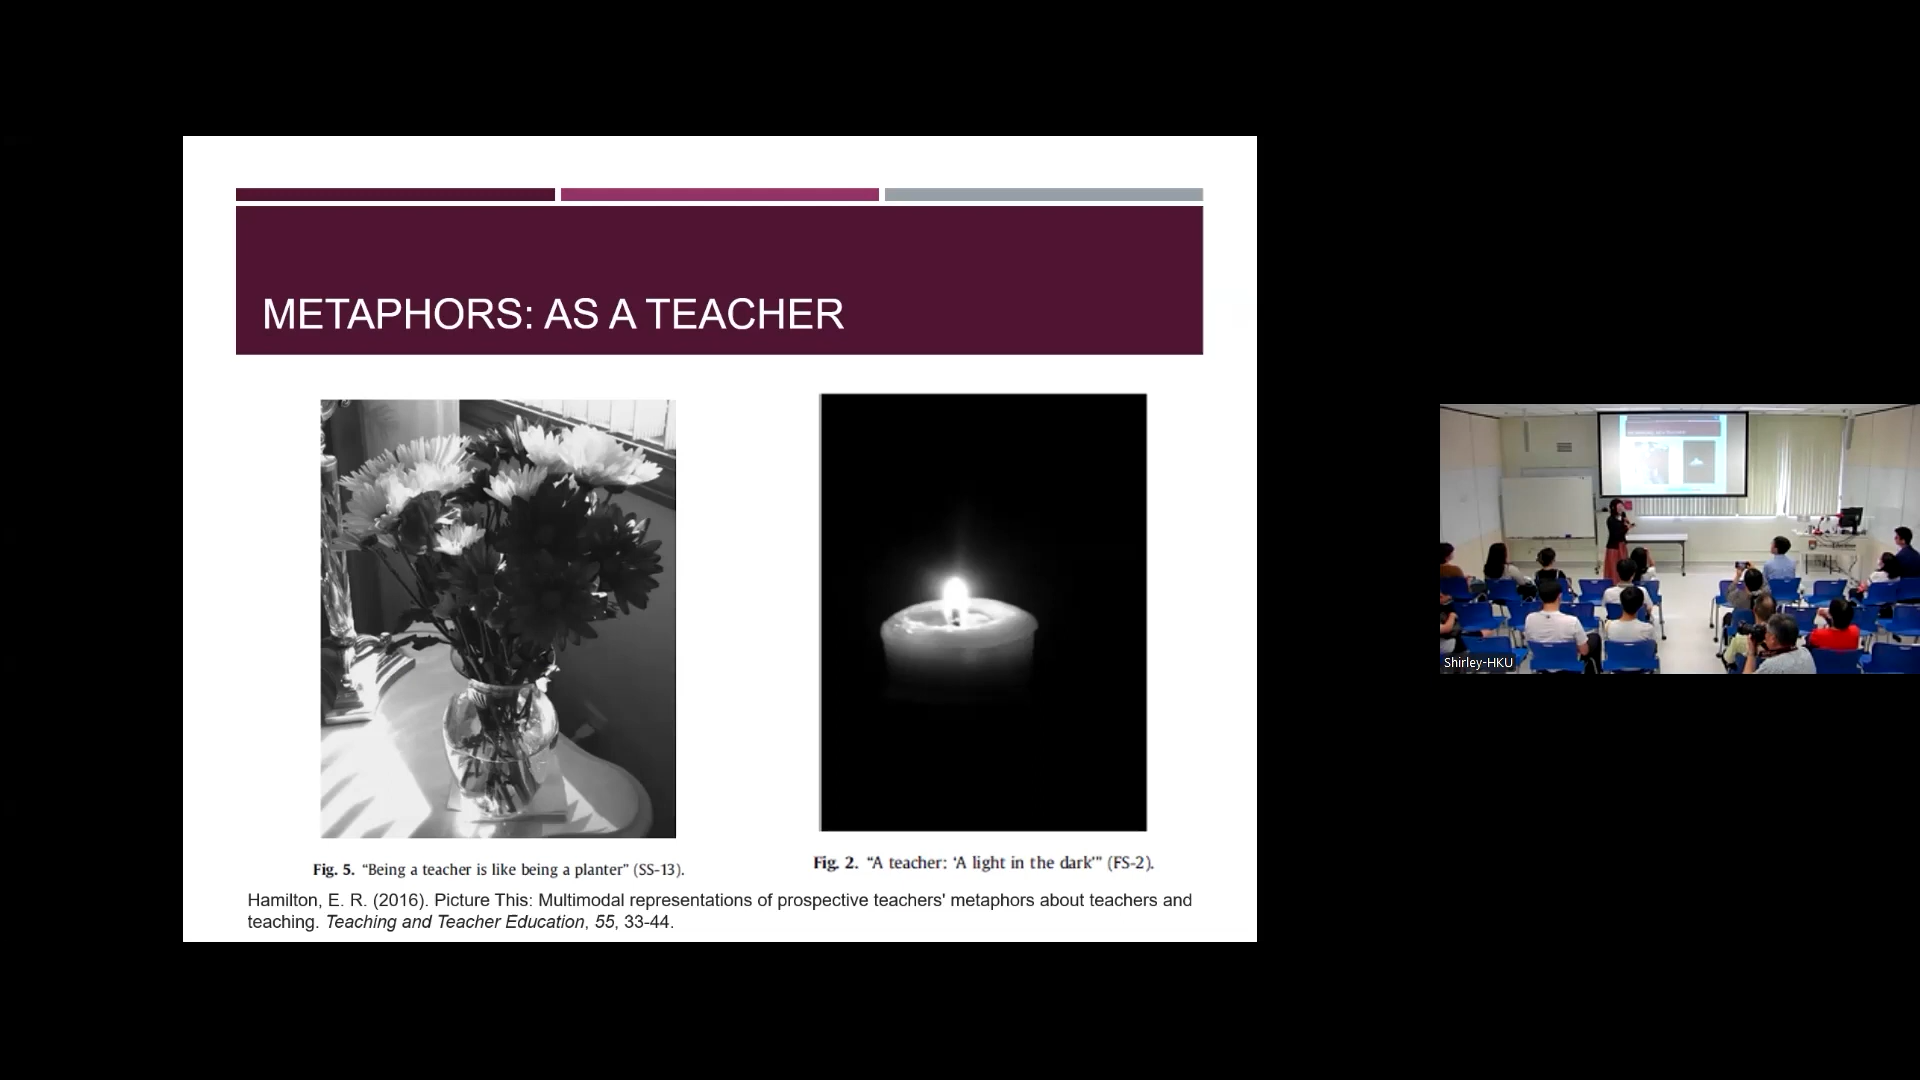 METAPHORS: AS A TEACHER
Fig. 5. “Being a teacher is like being a planter” (SS-13).
Fig. 2. “A teacher: ‘A light in the dark’” (FS-2).
Hamilton, E. R. (2016). Picture This: Multimodal representations of prospective teachers' metaphors about teachers and
teaching. Teaching and Teacher Education, 55, 33-44.
Shirley-HKU